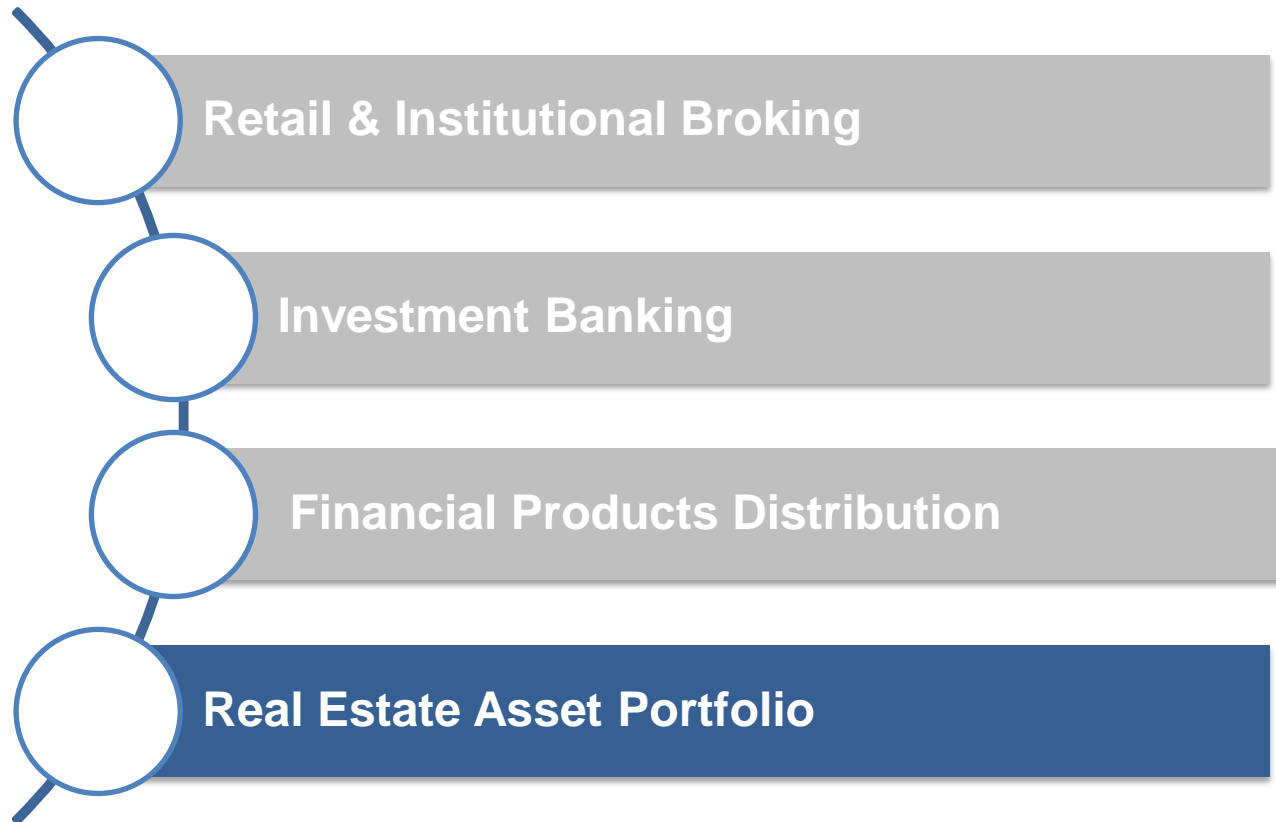 Retail & Institutional Broking
Investment Banking
Financial Products Distribution
Real Estate Asset Portfolio